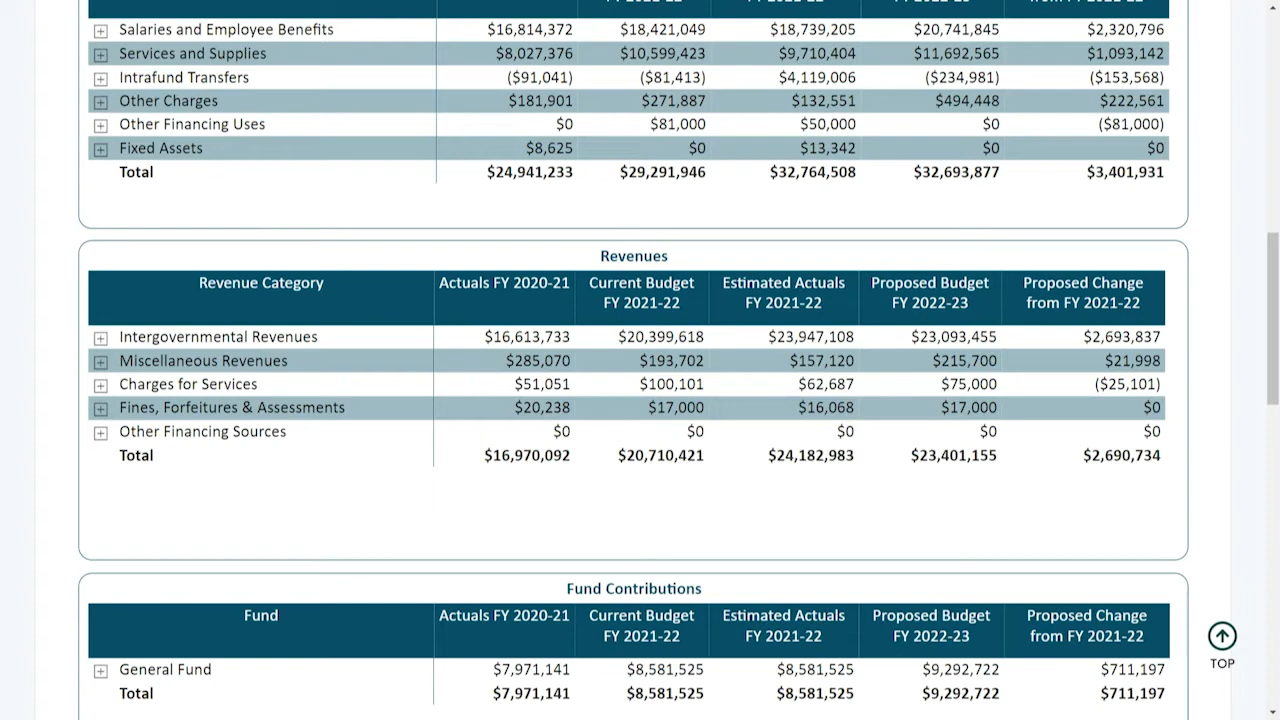 Salaries and Employee Benefits $16,814,372 $18,421,049 $18,739,205 $20,741,845 $2,320,796
Services and Supplies $8,027,376 $10,599,423 $9,710,404 $11,692,565 $1,093,142
Intrafund Transfers ($91,041) ($81,413) $4,119,006 ($234,981) ($153,568)
Other Charges $181,901 $271,887 $132,551 $494,448 $222,561
Other Financing Uses $0 $81,000 $50,000 $0 ($81,000)
Fixed Assets $8,625 $0 $13,342 $0 $0
Total $24,941,233 $29,291,946 $32,764,508 $32,693,877 $3,401,931
Revenues
Revenue Category Actuals FY 2020-21 Current Budget Estimated Actuals Proposed Budget Proposed Change
FY 2021-22 FY 2021-22 FY 2022-23 from FY 2021-22
Intergovernmental Revenues $16,613,733 $20,399,618 $23,947,108 $23,093,455 $2,693,837
Miscellaneous Revenues $285,070 $193,702 $157,120 $215,700 $21,998
Charges for Services $51,051 $100,101 $62,687 $75,000 ($25,101)
Fines, Forfeitures & Assessments $20,238 $17,000 $16,068 $17,000 $0
Other Financing Sources $0 $0 $0 $0 $0
Total $16,970,092 $20,710,421 $24,182,983 $23,401,155 $2,690,734
Fund Contributions
Fund Actuals FY 2020-21 Current Budget Estimated Actuals Proposed Budget Proposed Change
FY 2021-22 FY 2021-22 FY 2022-23 from FY 2021-22
General Fund $7,971,141 $8,581,525 $8,581,525 $9,292,722 $711,197
Total $7,971,141 $8,581,525 $8,581,525 $9,292,722 $711,197
TOP